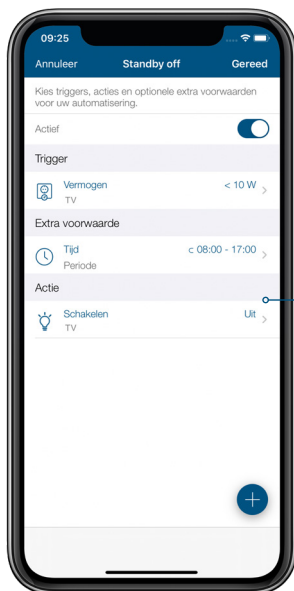 09:25
Annuleer Standby off Gereed
Kies triggers, acties en optionele extra voorwaarden
voor uw automatisering.
Actief
Trigger
Vermogen < 10 W
TV
Extra voorwaarde
Tijd c 08:00 - 17:00
Periode
Actie
Schakelen Uit
TV